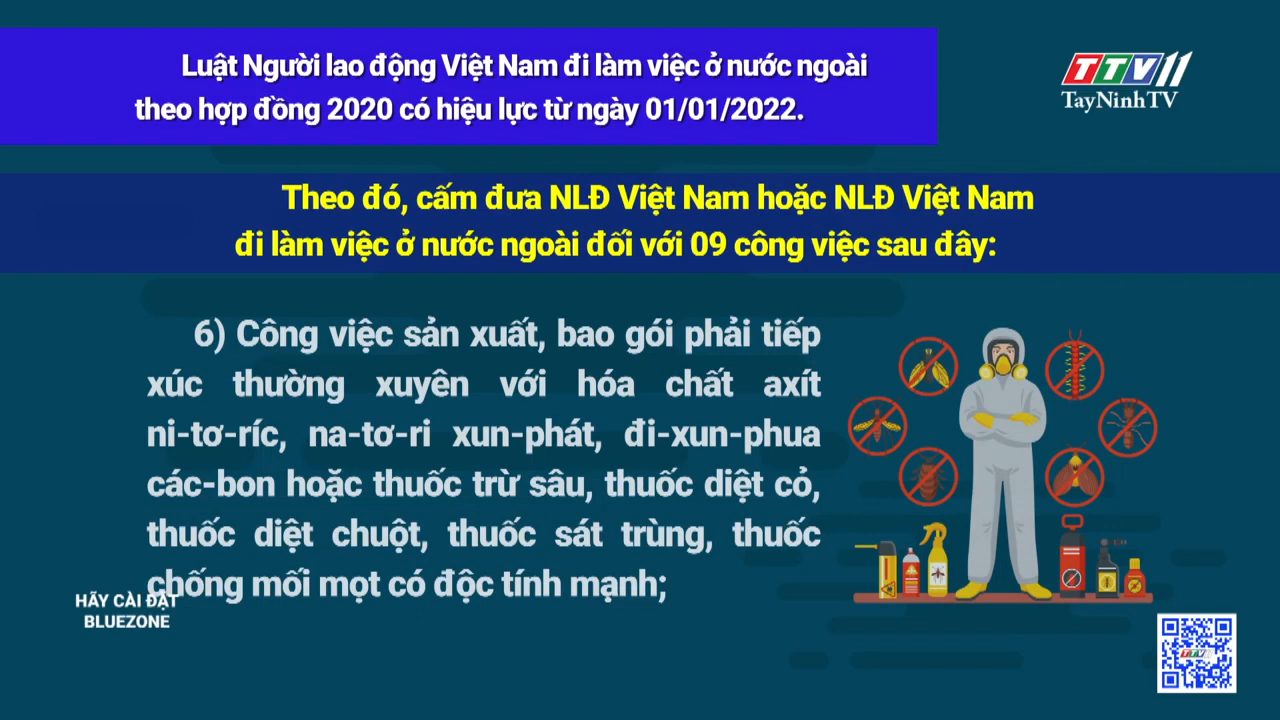 Luật Người lao động Việt Nam đi làm việc ở nước ngoài
theo hợp đồng 2020 có hiệu lực từ ngày 01/01/2022.
TTV11
TayNinhTV
Theo đó, cấm đưa NLĐ Việt Nam hoặc NLĐ Việt Nam
đi làm việc ở nước ngoài đối với 09 công việc sau đây:
6) Công việc sản xuất, bao gói phải tiếp
xúc thường xuyên với hóa chất axít
ni-tơ-ríc, na-tơ-ri xun-phát, đi-xun-phua
các-bon hoặc thuốc trừ sâu, thuốc diệt cỏ,
thuốc diệt chuột, thuốc sát trùng, thuốc
chống mối mọt có độc tính mạnh;
HÃY CÀI ĐẶT
BLUEZONE
TTV11